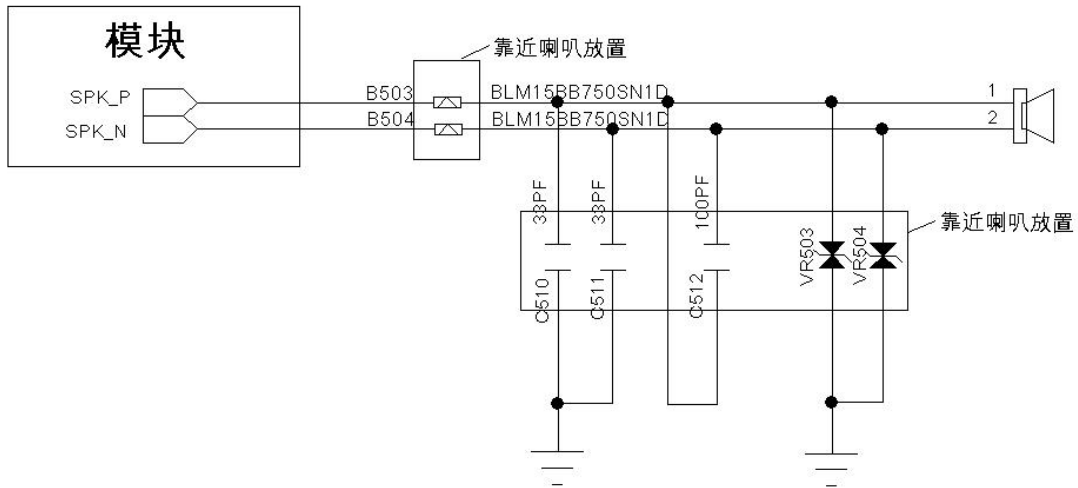 模块
靠近喇叭放置
SPK_P
B503
BLM15BB750SN1D
1
SPK_N
B504
BLM15BB750SN1D
2
33PF
33PF
100PF
靠近喇叭放置
VR503
VR504
C510
C511
C512